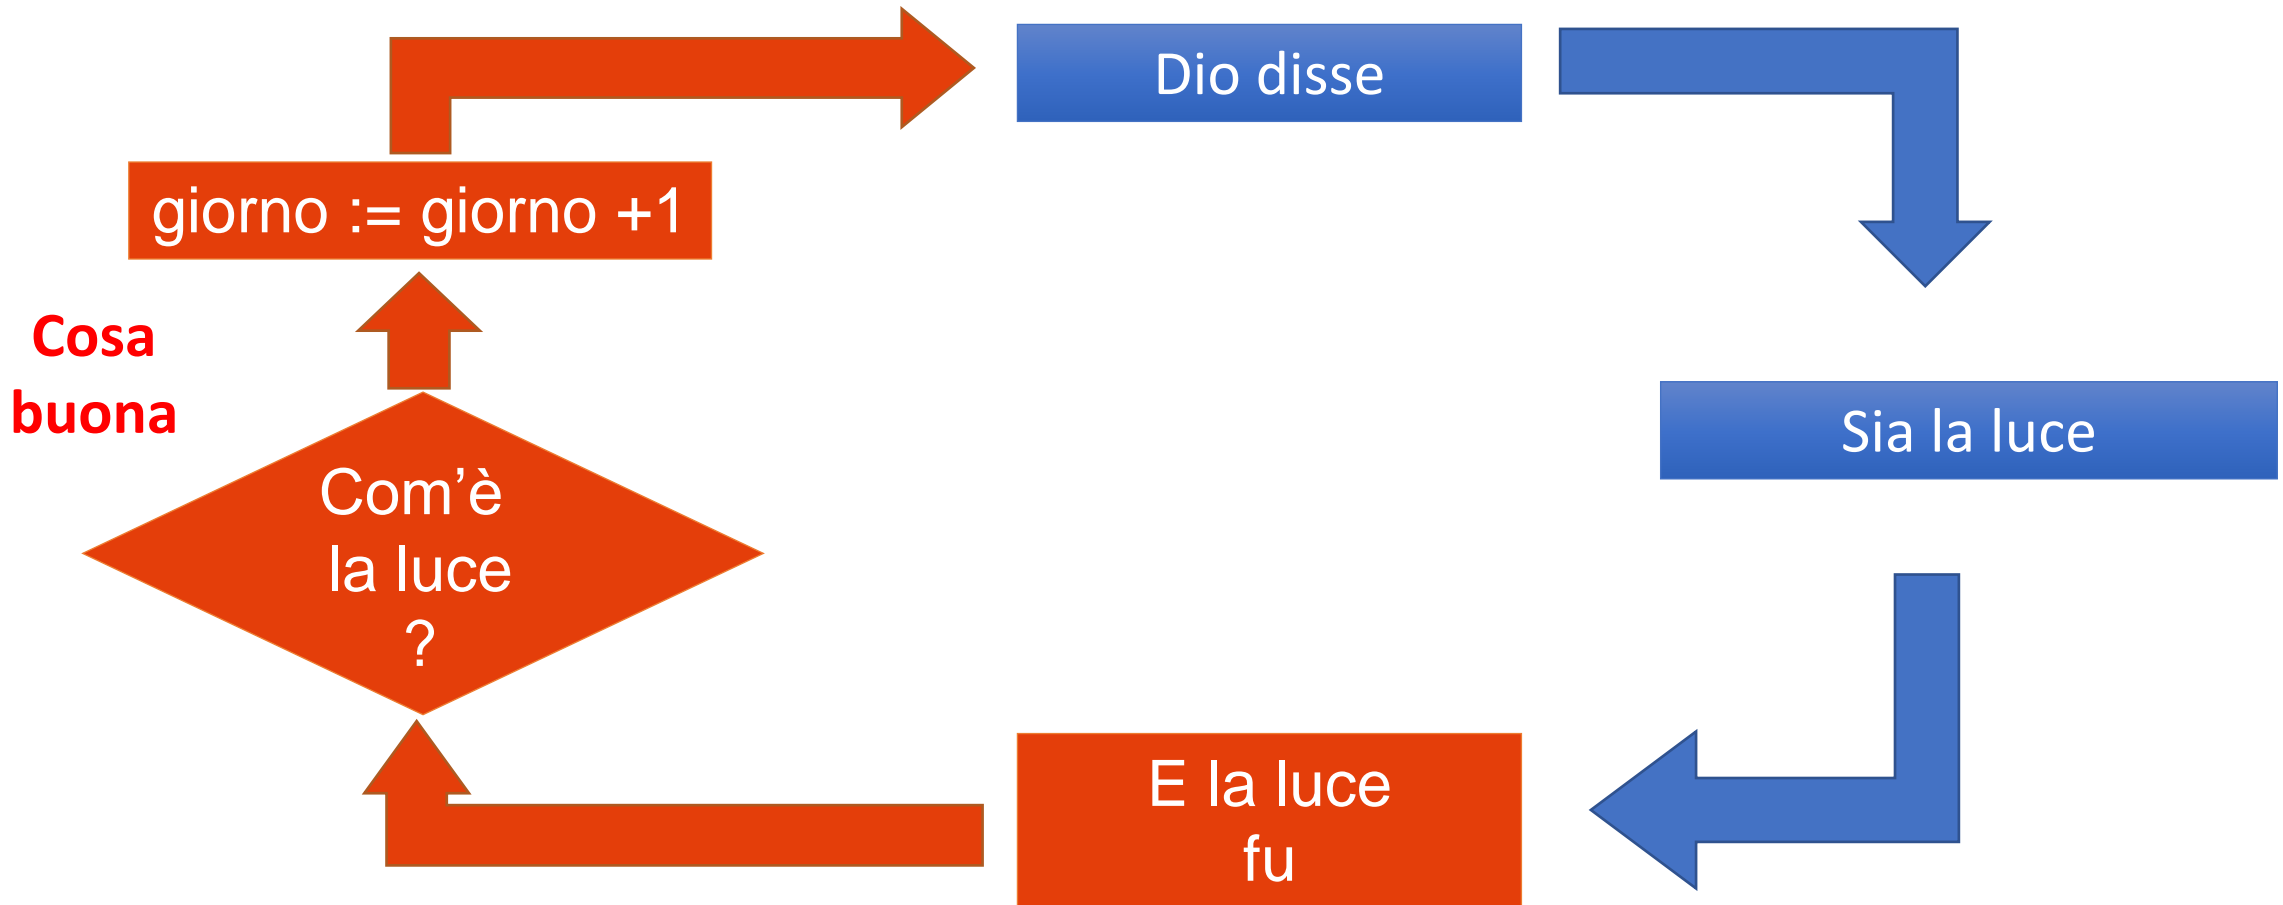 Dio disse
giorno := giorno +1
Cosa
buona
Sia la luce
Com’è
la luce
?
E la luce
fu